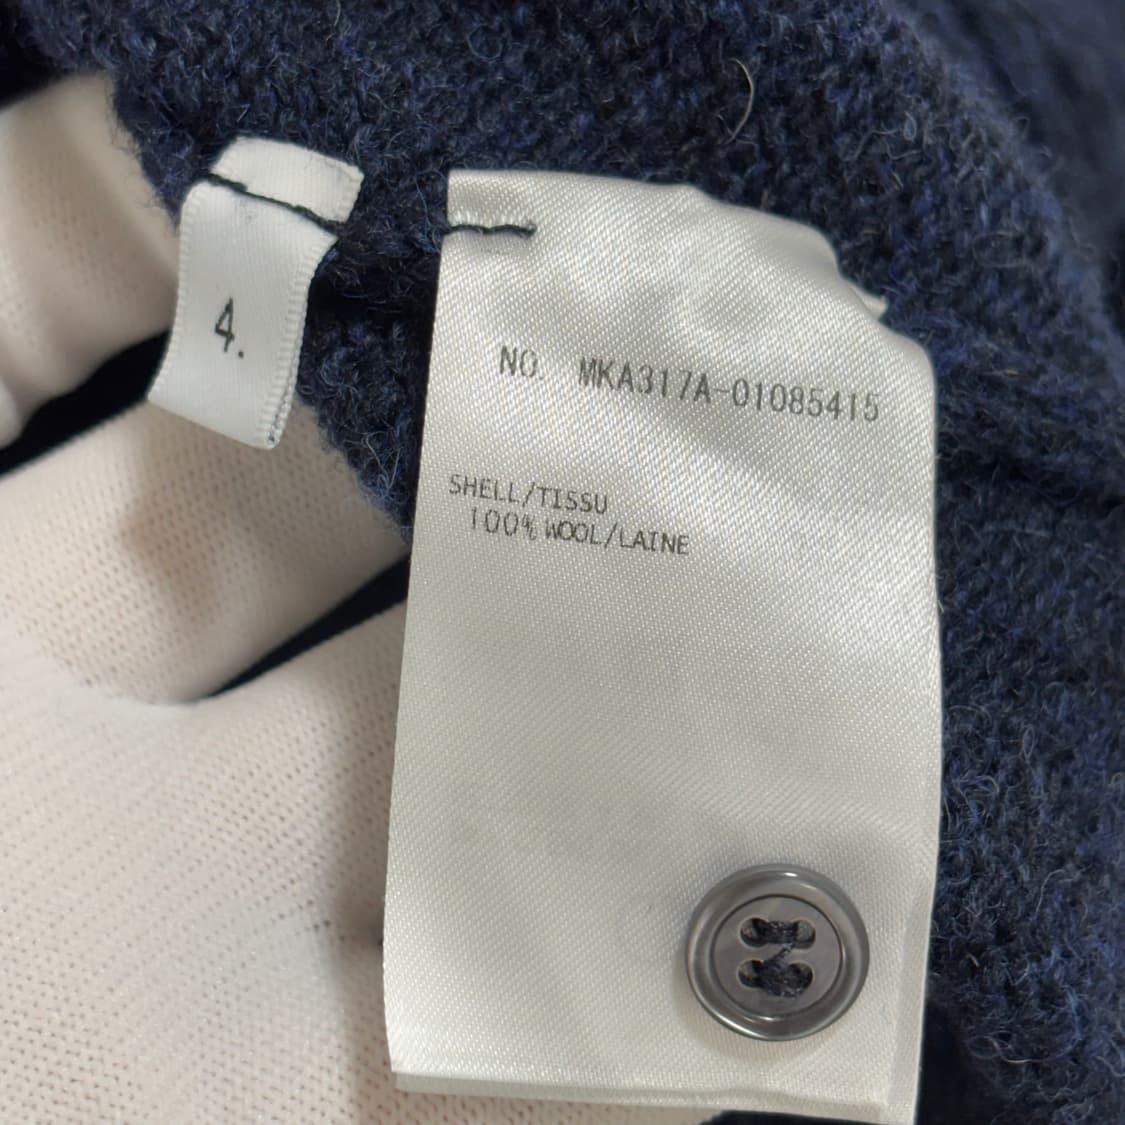 4.
NO. MKA317A-01085415
SHELL/TISSU
100% WOOL/LAINE